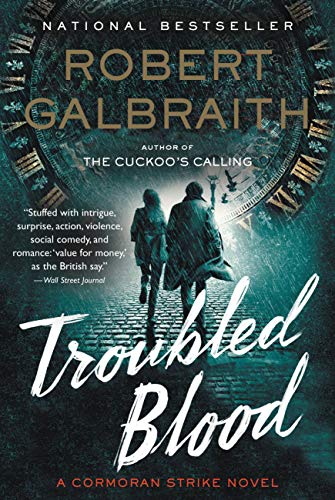 NATIONAL BESTSELLER
ROBERT
GALBRAITH
AUTHOR OF
THE CUCKOO'S CALLING
"Stuffed with intrigue,
surprise, action, violence,
social comedy, and
romance: 'value for money,'
as the British say."
—Wall Street Journal
Troubled
Blood
A CORMORAN STRIKE NOVEL